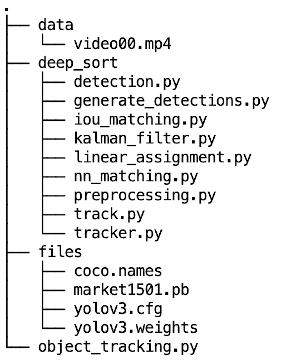 .
├── data
│   └── video00.mp4
├── deep_sort
│   ├── detection.py
│   ├── generate_detections.py
│   ├── iou_matching.py
│   ├── kalman_filter.py
│   ├── linear_assignment.py
│   ├── nn_matching.py
│   ├── preprocessing.py
│   ├── track.py
│   └── tracker.py
├── files
│   ├── coco.names
│   ├── market1501.pb
│   ├── yolov3.cfg
│   └── yolov3.weights
└── object_tracking.py